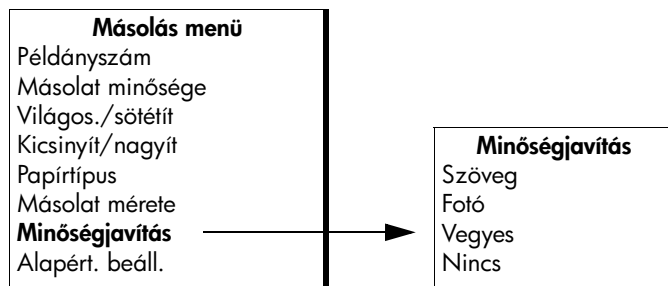 Másolás menü
Példányszám
Másolat minősége
Világos./sötétít
Kicsinyít/nagyít
Papírtípus
Másolat mérete
Minőségjavítás
Alapért. beáll.
Minőségjavítás
Szöveg
Fotó
Vegyes
Nincs